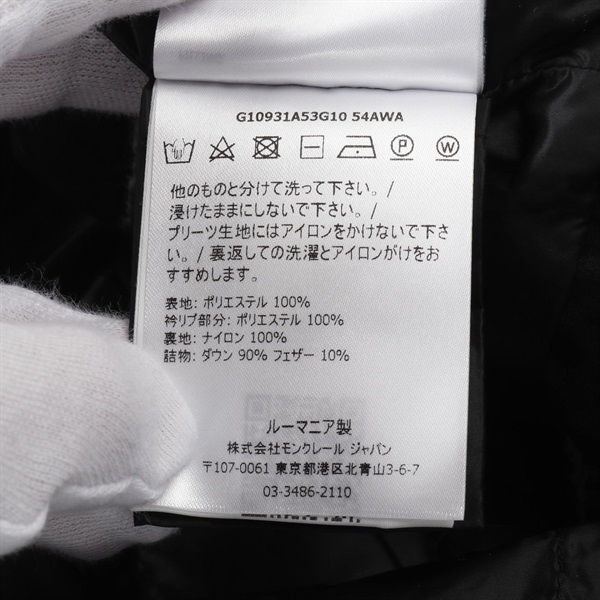 G10931A53G10 54AWA
P W
他のものと分けて洗って下さい。/
浸けたままにしないで下さい。/
プリーツ生地にはアイロンをかけないで下さ
い。/ 裏返しての洗濯とアイロンがけをお
すすめします。
表地: ポリエステル 100%
衿リブ部分: ポリエステル 100%
裏地: ナイロン 100%
詰物: ダウン 90% フェザー 10%
ルーマニア製
株式会社モンクレール ジャパン
〒107-0061 東京都港区北青山3-6-7
03-3486-2110